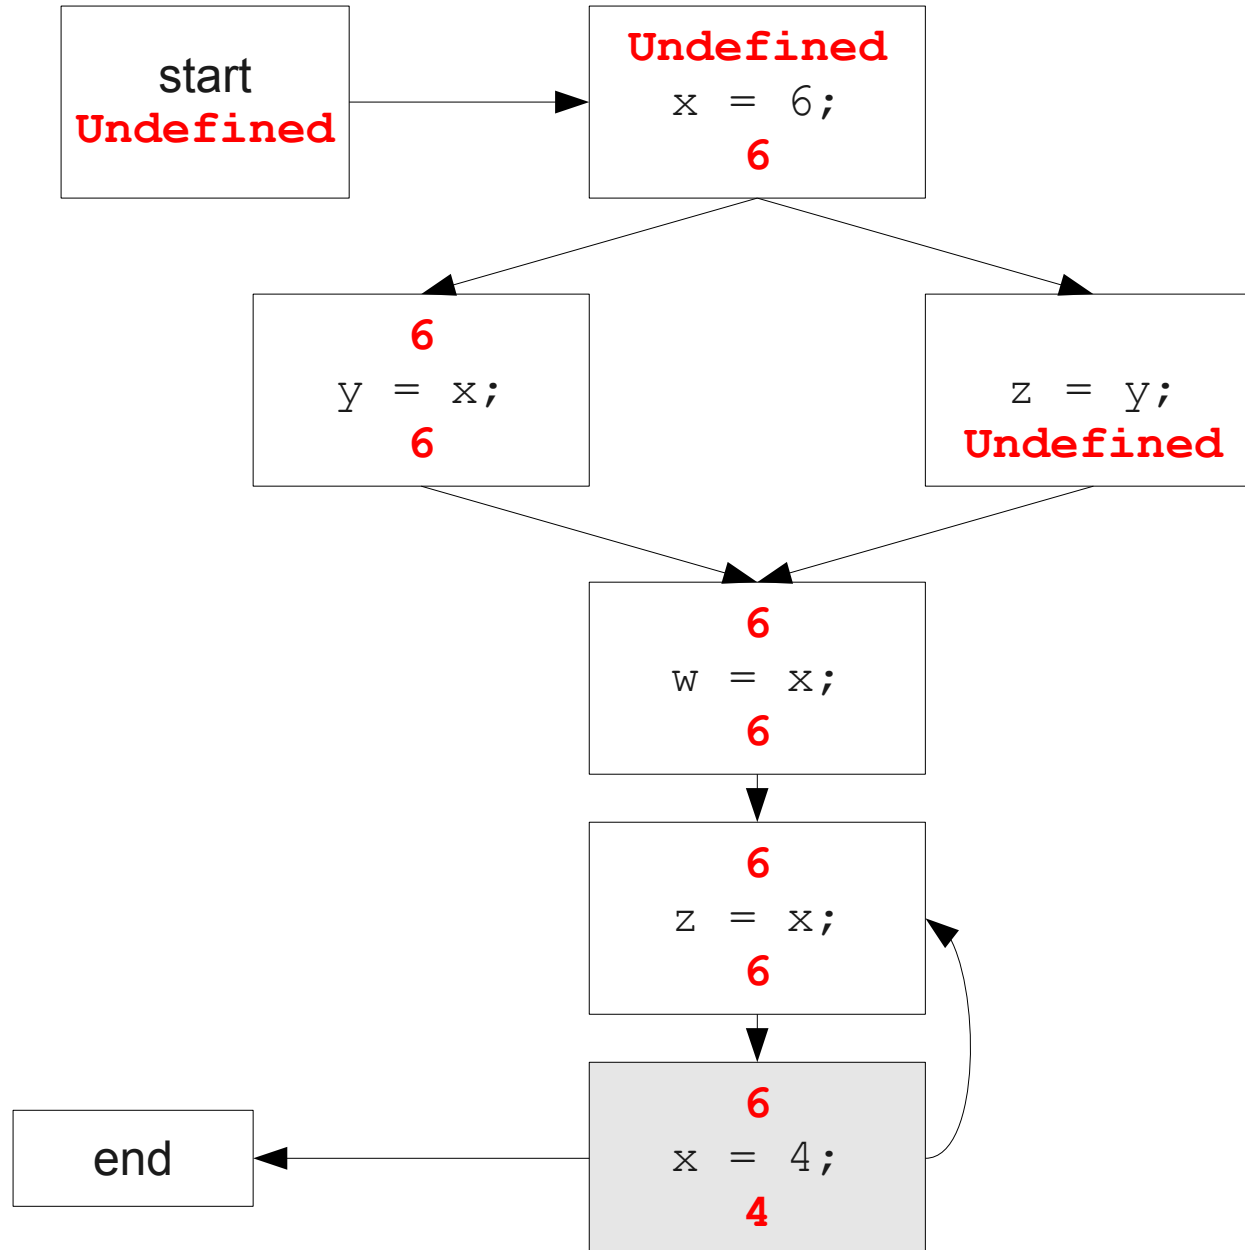 start
Undefined
Undefined
x = 6;
6
6
y = x;
6
z = y;
Undefined
6
w = x;
6
6
z = x;
6
6
x = 4;
4
end